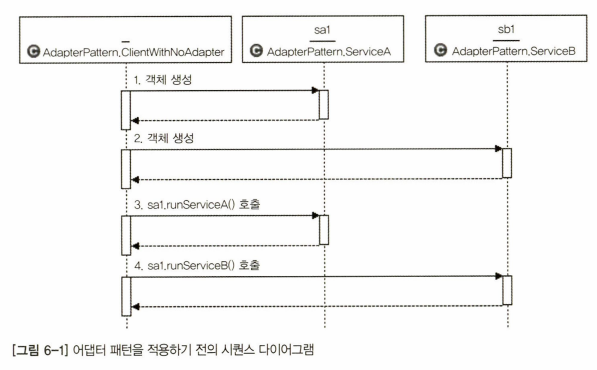 –
C AdapterPattern.ClientWithNoAdapter
sa1
C AdapterPattern.ServiceA
sb1
C AdapterPattern.ServiceB
1. 객체 생성
2. 객체 생성
3. sa1.runServiceA() 호출
4. sa1.runServiceB() 호출
[그림 6-1] 어댑터 패턴을 적용하기 전의 시퀀스 다이어그램